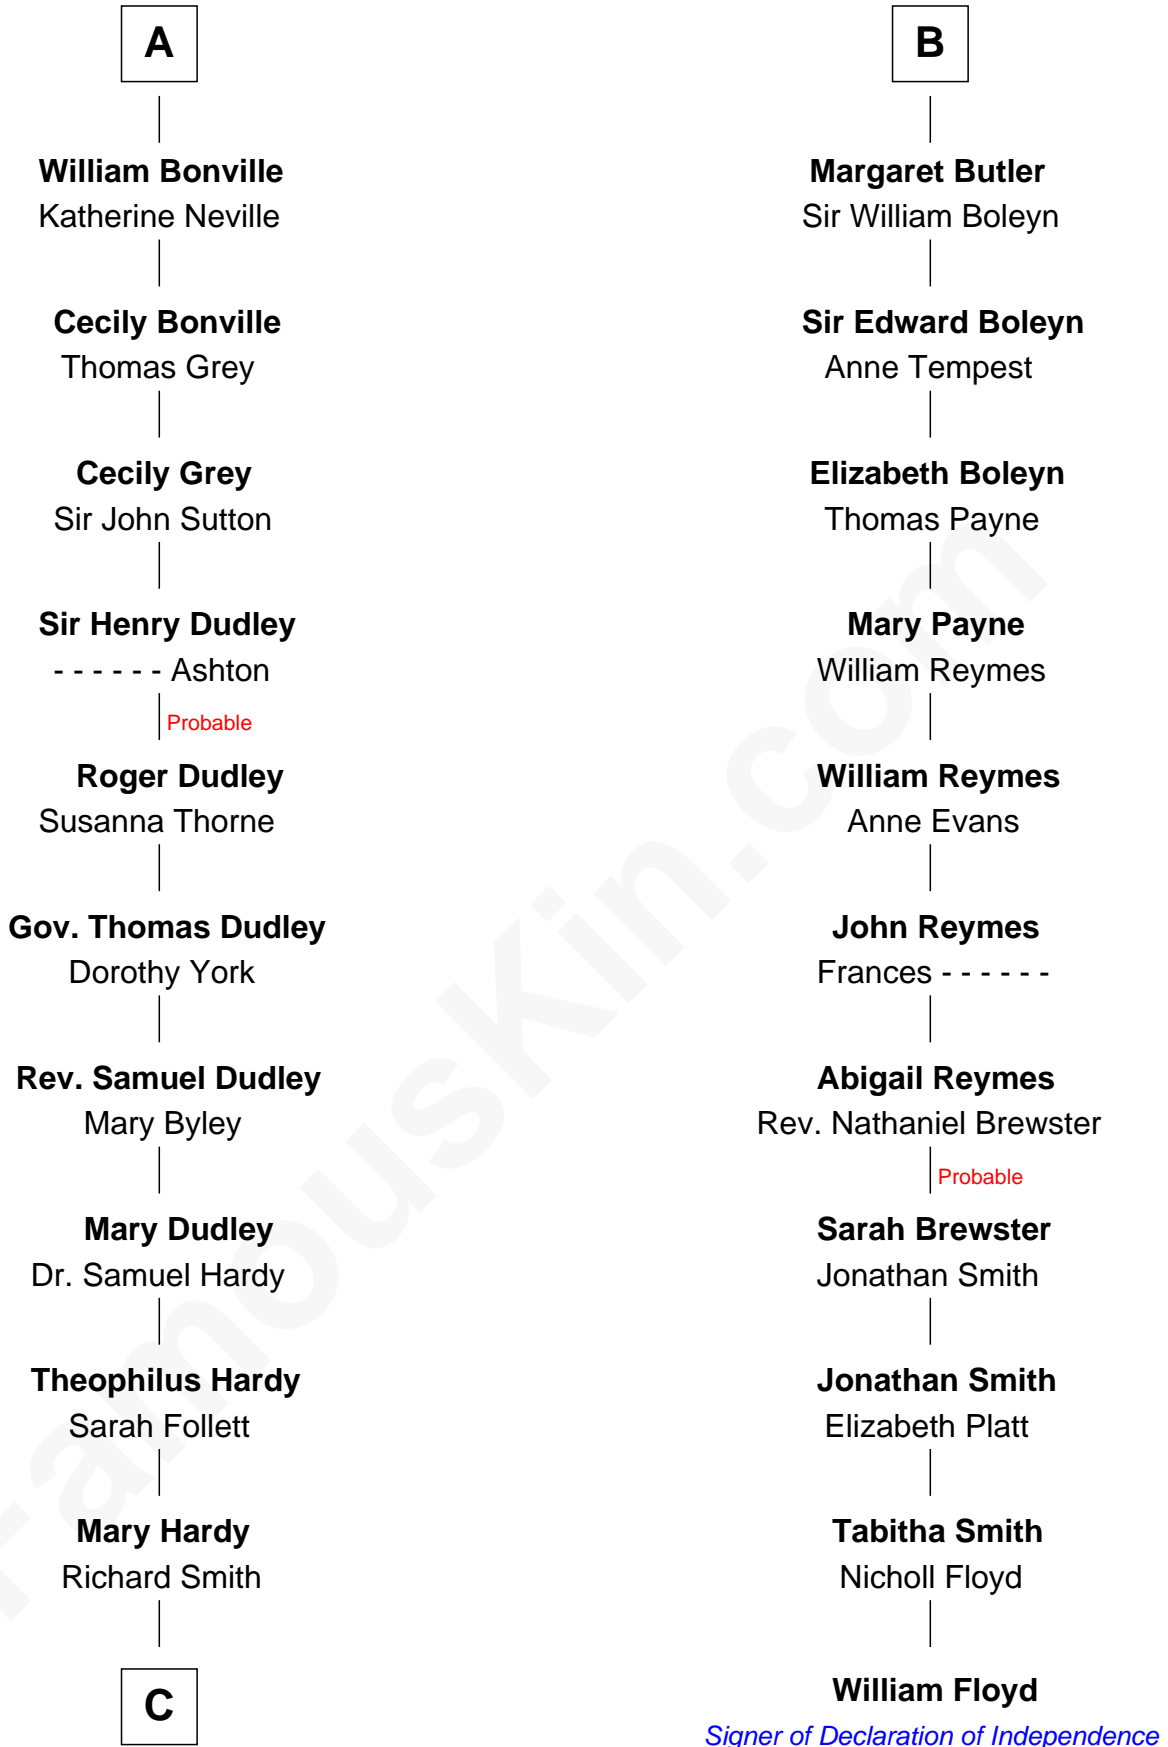 A
William Bonville
Katherine Neville
Cecily Bonville
Thomas Grey
Cecily Grey
Sir John Sutton
Sir Henry Dudley
- - - - - - Ashton
Probable
Roger Dudley
Susanna Thorne
Gov. Thomas Dudley
Dorothy York
Rev. Samuel Dudley
Mary Byley
Mary Dudley
Dr. Samuel Hardy
Theophilus Hardy
Sarah Follett
Mary Hardy
Richard Smith
C
B
Margaret Butler
Sir William Boleyn
Sir Edward Boleyn
Anne Tempest
Elizabeth Boleyn
Thomas Payne
Mary Payne
William Reymes
William Reymes
Anne Evans
John Reymes
Frances - - - - - -
Abigail Reymes
Rev. Nathaniel Brewster
Probable
Sarah Brewster
Jonathan Smith
Jonathan Smith
Elizabeth Platt
Tabitha Smith
Nicholl Floyd
William Floyd
Signer of Declaration of Independence
FamousKin.com